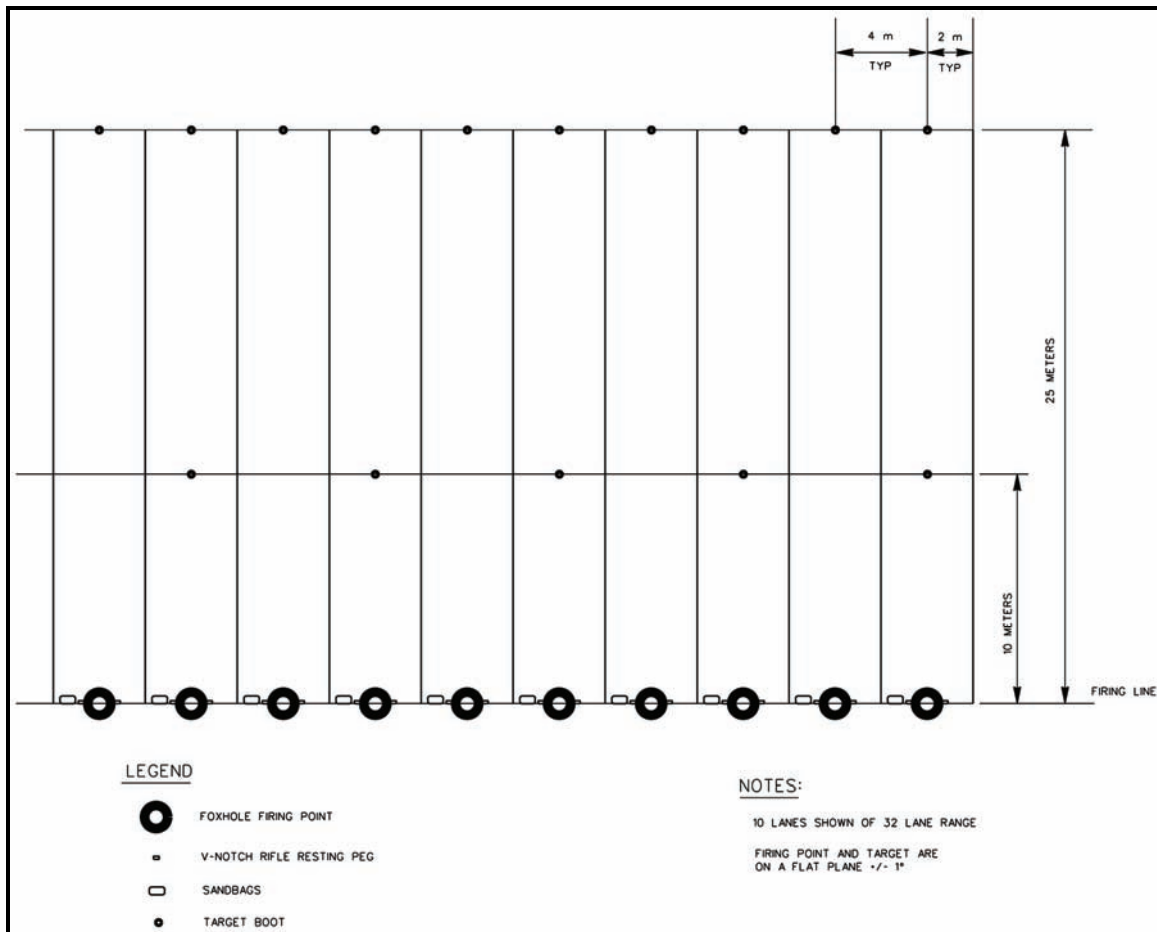 4 m
2 m
TYP
TYP
25 METERS
10 METERS
FIRING LINE
LEGEND
FOXHOLE FIRING POINT
V-NOTCH RIFLE RESTING PEG
SANDBAGS
TARGET BOOT
NOTES:
10 LANES SHOWN OF 32 LANE RANGE
FIRING POINT AND TARGET ARE
ON A FLAT PLANE +/- 1°